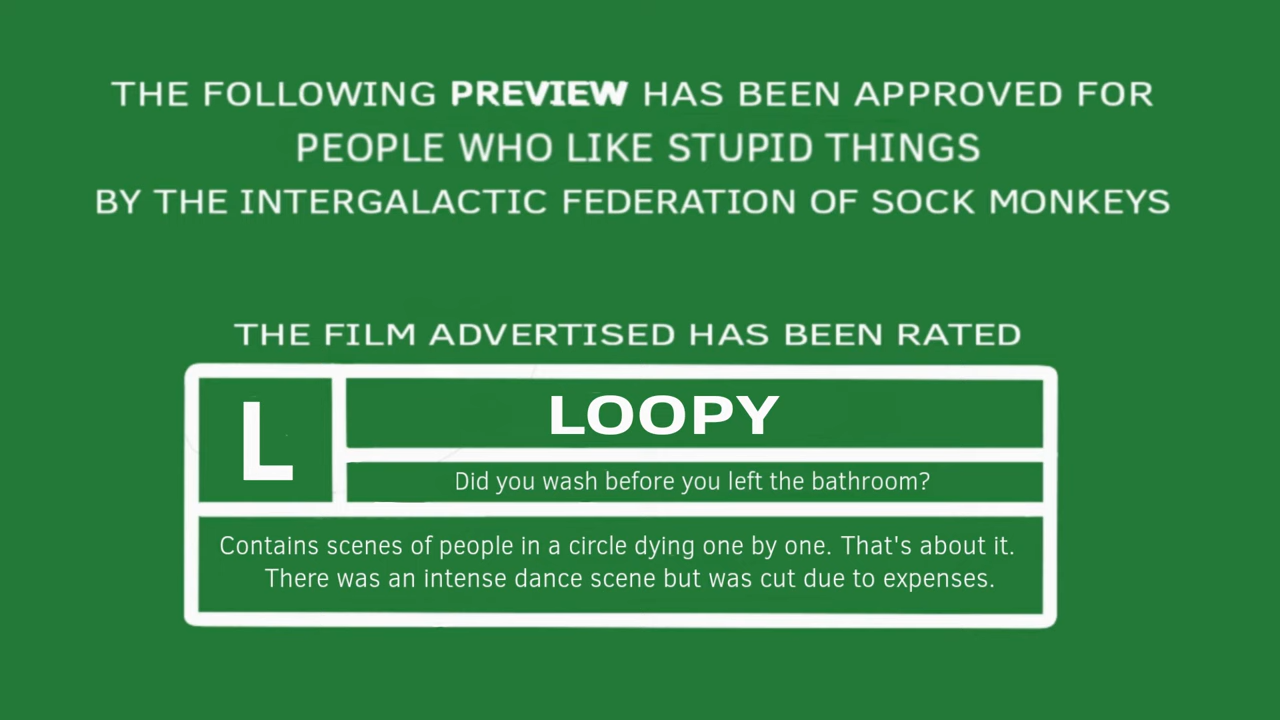 THE FOLLOWING PREVIEW HAS BEEN APPROVED FOR
PEOPLE WHO LIKE STUPID THINGS
BY THE INTERGALACTIC FEDERATION OF SOCK MONKEYS
THE FILM ADVERTISED HAS BEEN RATED
L
LOOPY
Did you wash before you left the bathroom?
Contains scenes of people in a circle dying one by one. That's about it.
There was an intense dance scene but was cut due to expenses.